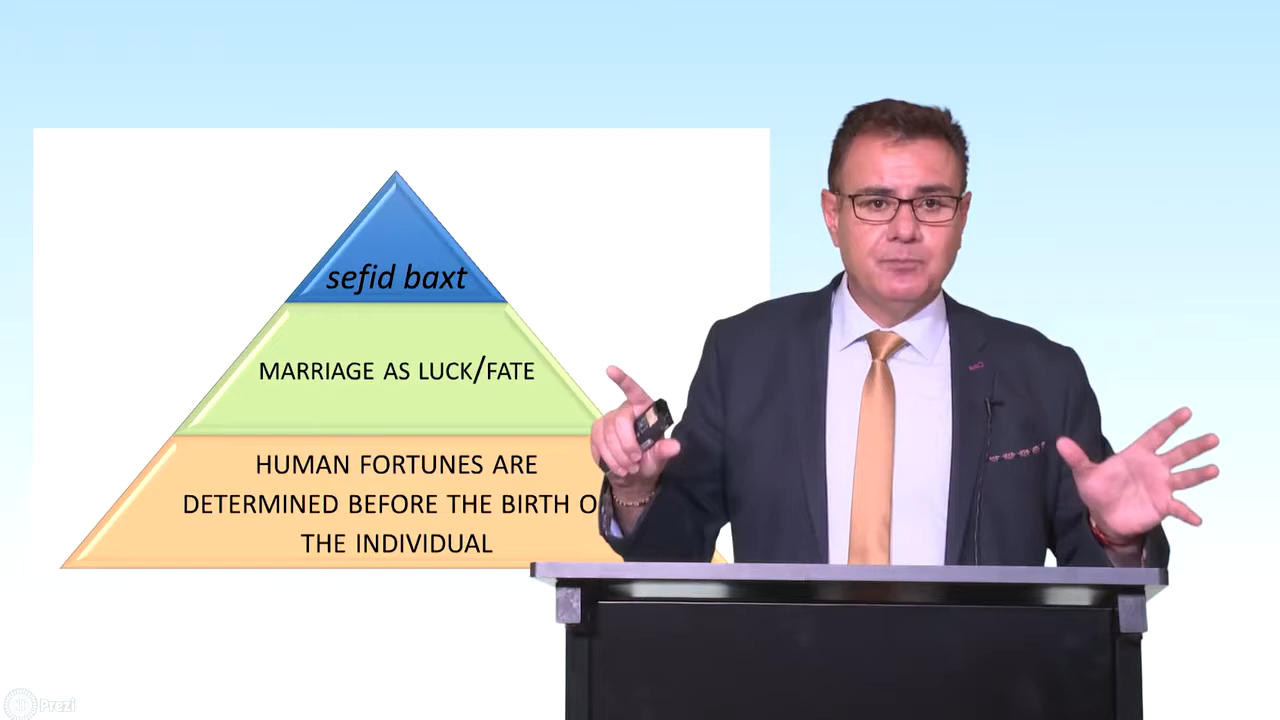 sefid baxt
MARRIAGE AS LUCK/FATE
HUMAN FORTUNES ARE
DETERMINED BEFORE THE BIRTH O
THE INDIVIDUAL
Prezi